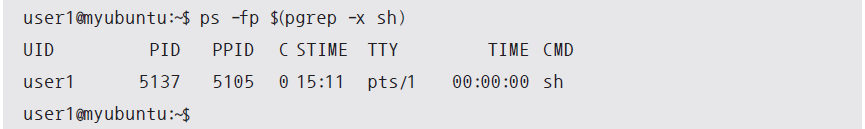 user1@myubuntu:~$ ps -fp $(pgrep -x sh)
UID PID PPID C STIME TTY TIME CMD
user1 5137 5105 0 15:11 pts/1 00:00:00 sh
user1@myubuntu:~$